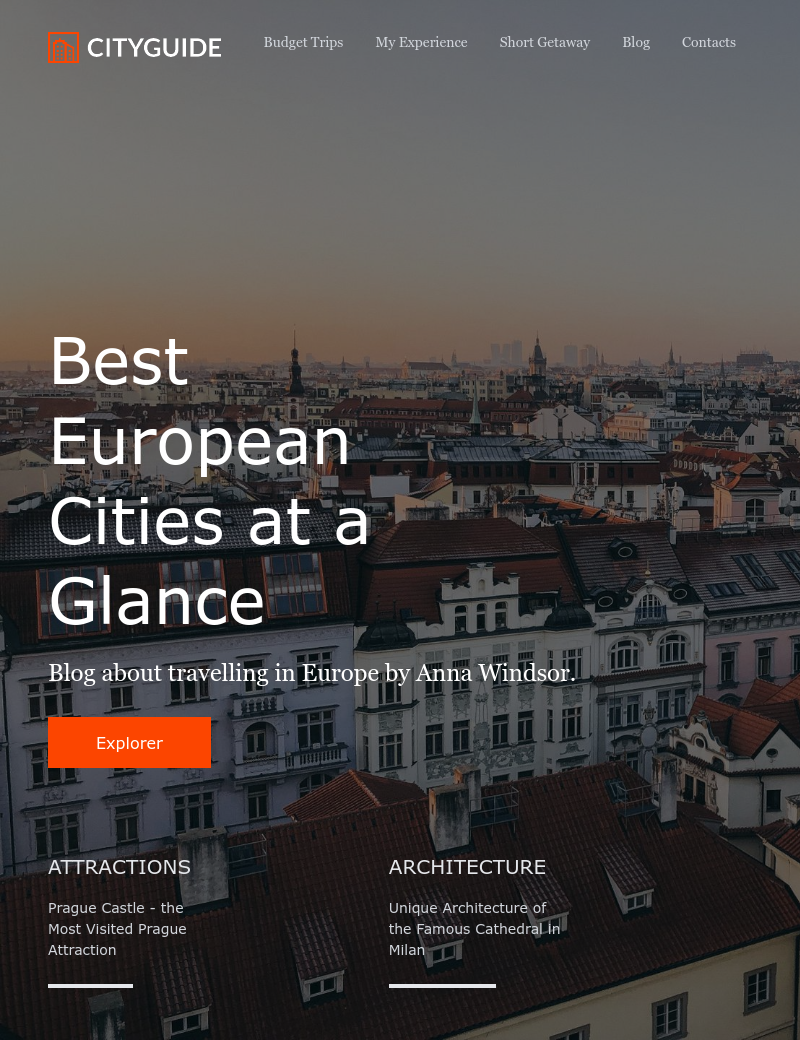 CITYGUIDE
Budget Trips My Experience Short Getaway Blog Contacts
Best
European
Cities at a
Glance
Blog about travelling in Europe by Anna Windsor.
Explorer
ATTRACTIONS
Prague Castle - the
Most Visited Prague
Attraction
ARCHITECTURE
Unique Architecture of
the Famous Cathedral in
Milan